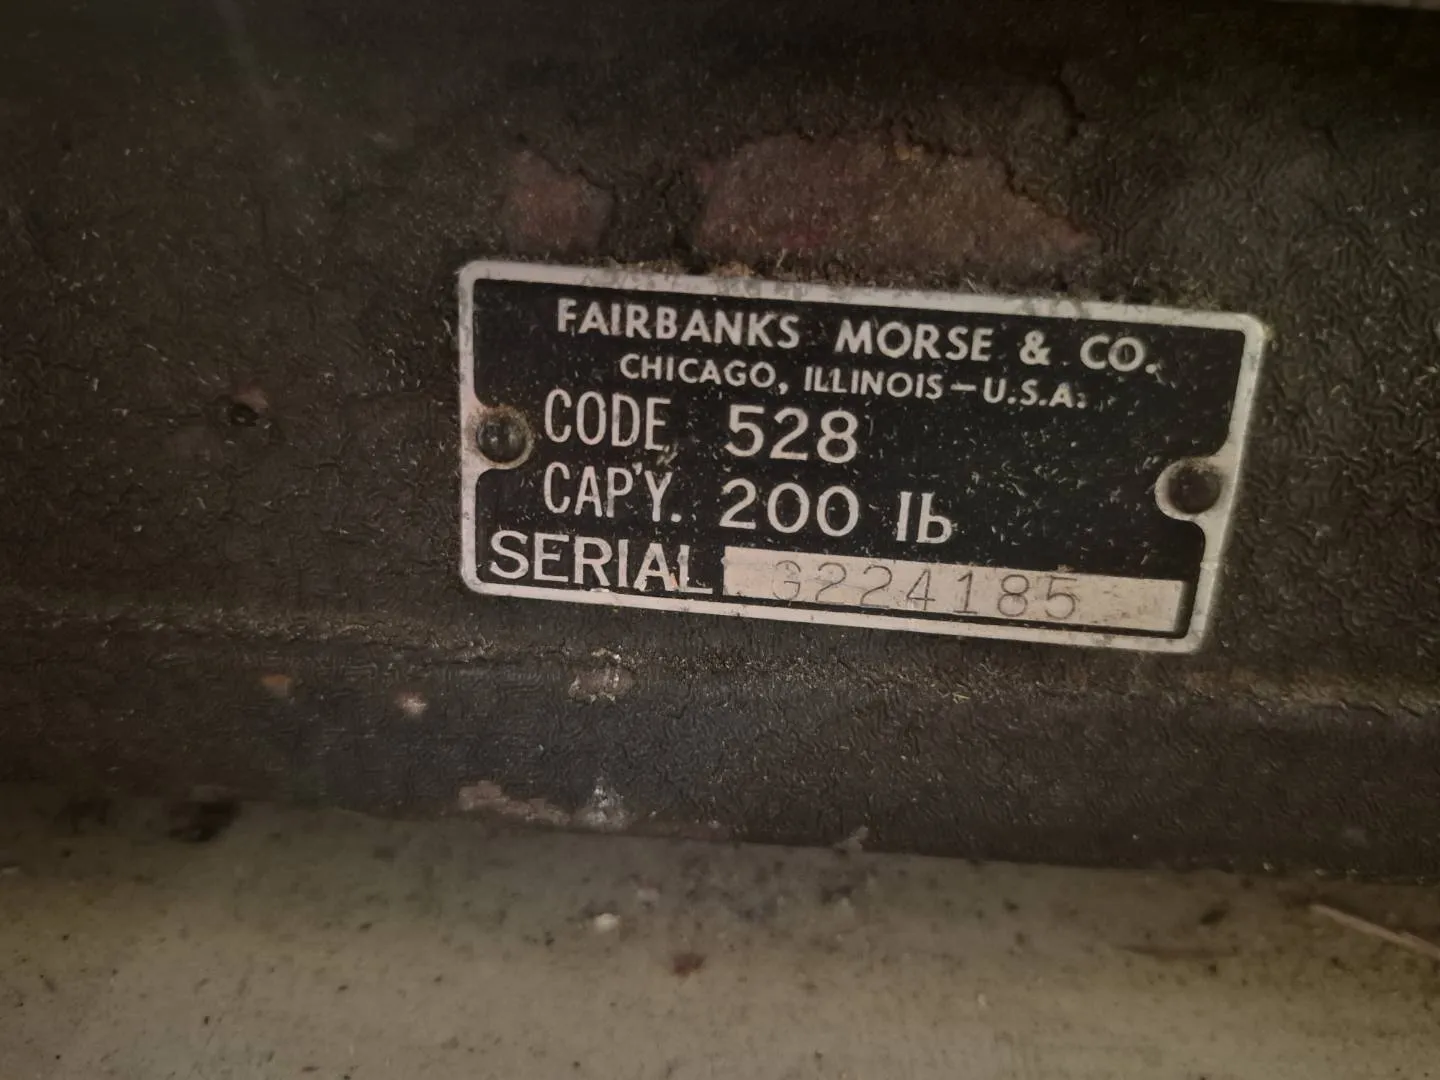 FAIRBANKS MORSE & CO.
CHICAGO, ILLINOIS — U.S.A.
CODE 528
CAP'Y. 200 lb
SERIAL G224185